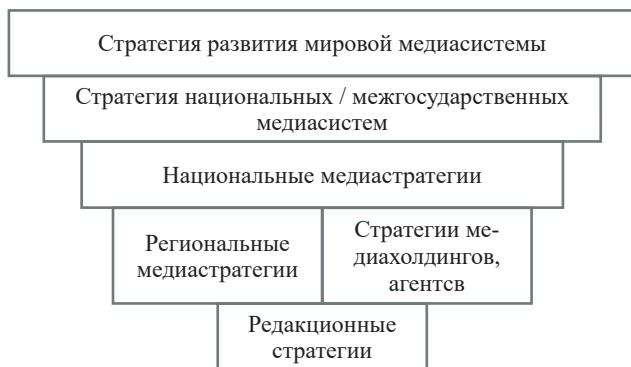 Стратегия развития мировой медиасистемы
Стратегия национальных / межгосударственных
медиасистем
Национальные медиастратегии
Региональные
медиастратегии
Стратегии ме-
диахолдингов,
агентсв
Редакционные
стратегии